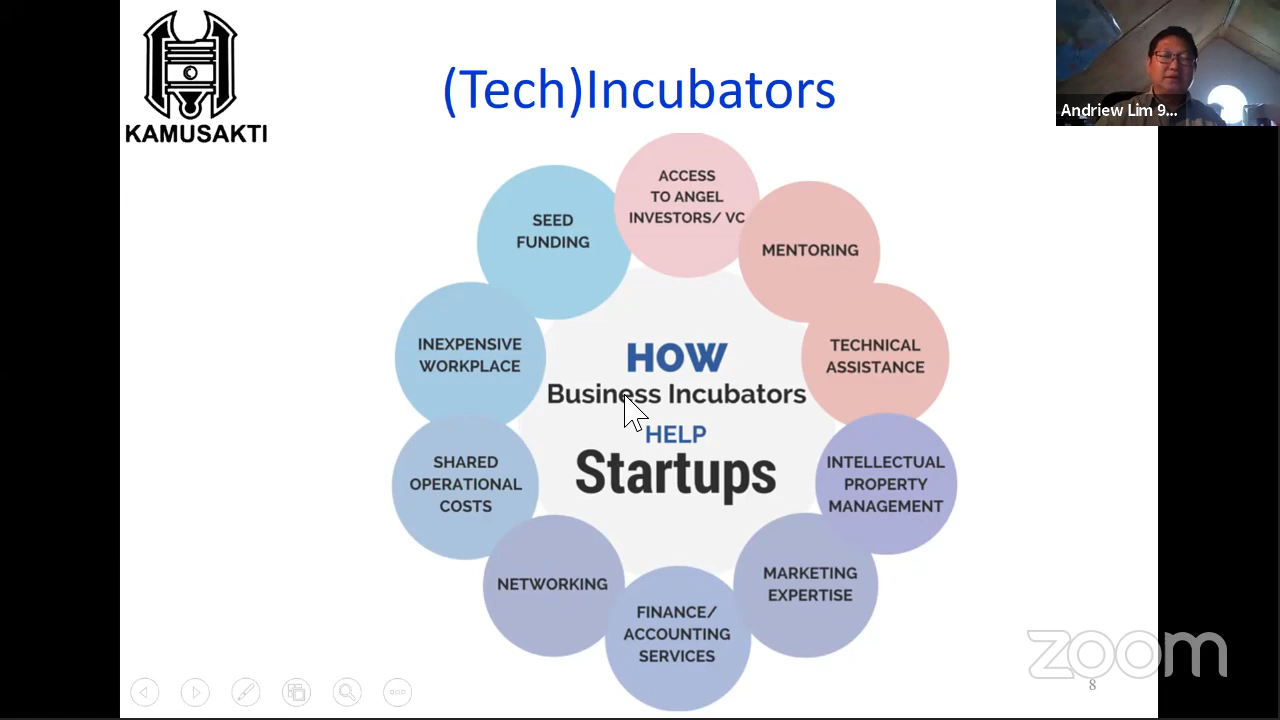 KAMUSAKTI
(Tech)Incubators
Andriew Lim 9...
ACCESS
TO ANGEL
INVESTORS/ VC
SEED
FUNDING
MENTORING
INEXPENSIVE
WORKPLACE
TECHNICAL
ASSISTANCE
HOW
Business Incubators
HELP
Startups
SHARED
OPERATIONAL
COSTS
INTELLECTUAL
PROPERTY
MANAGEMENT
NETWORKING
MARKETING
EXPERTISE
FINANCE/
ACCOUNTING
SERVICES
zoom
8